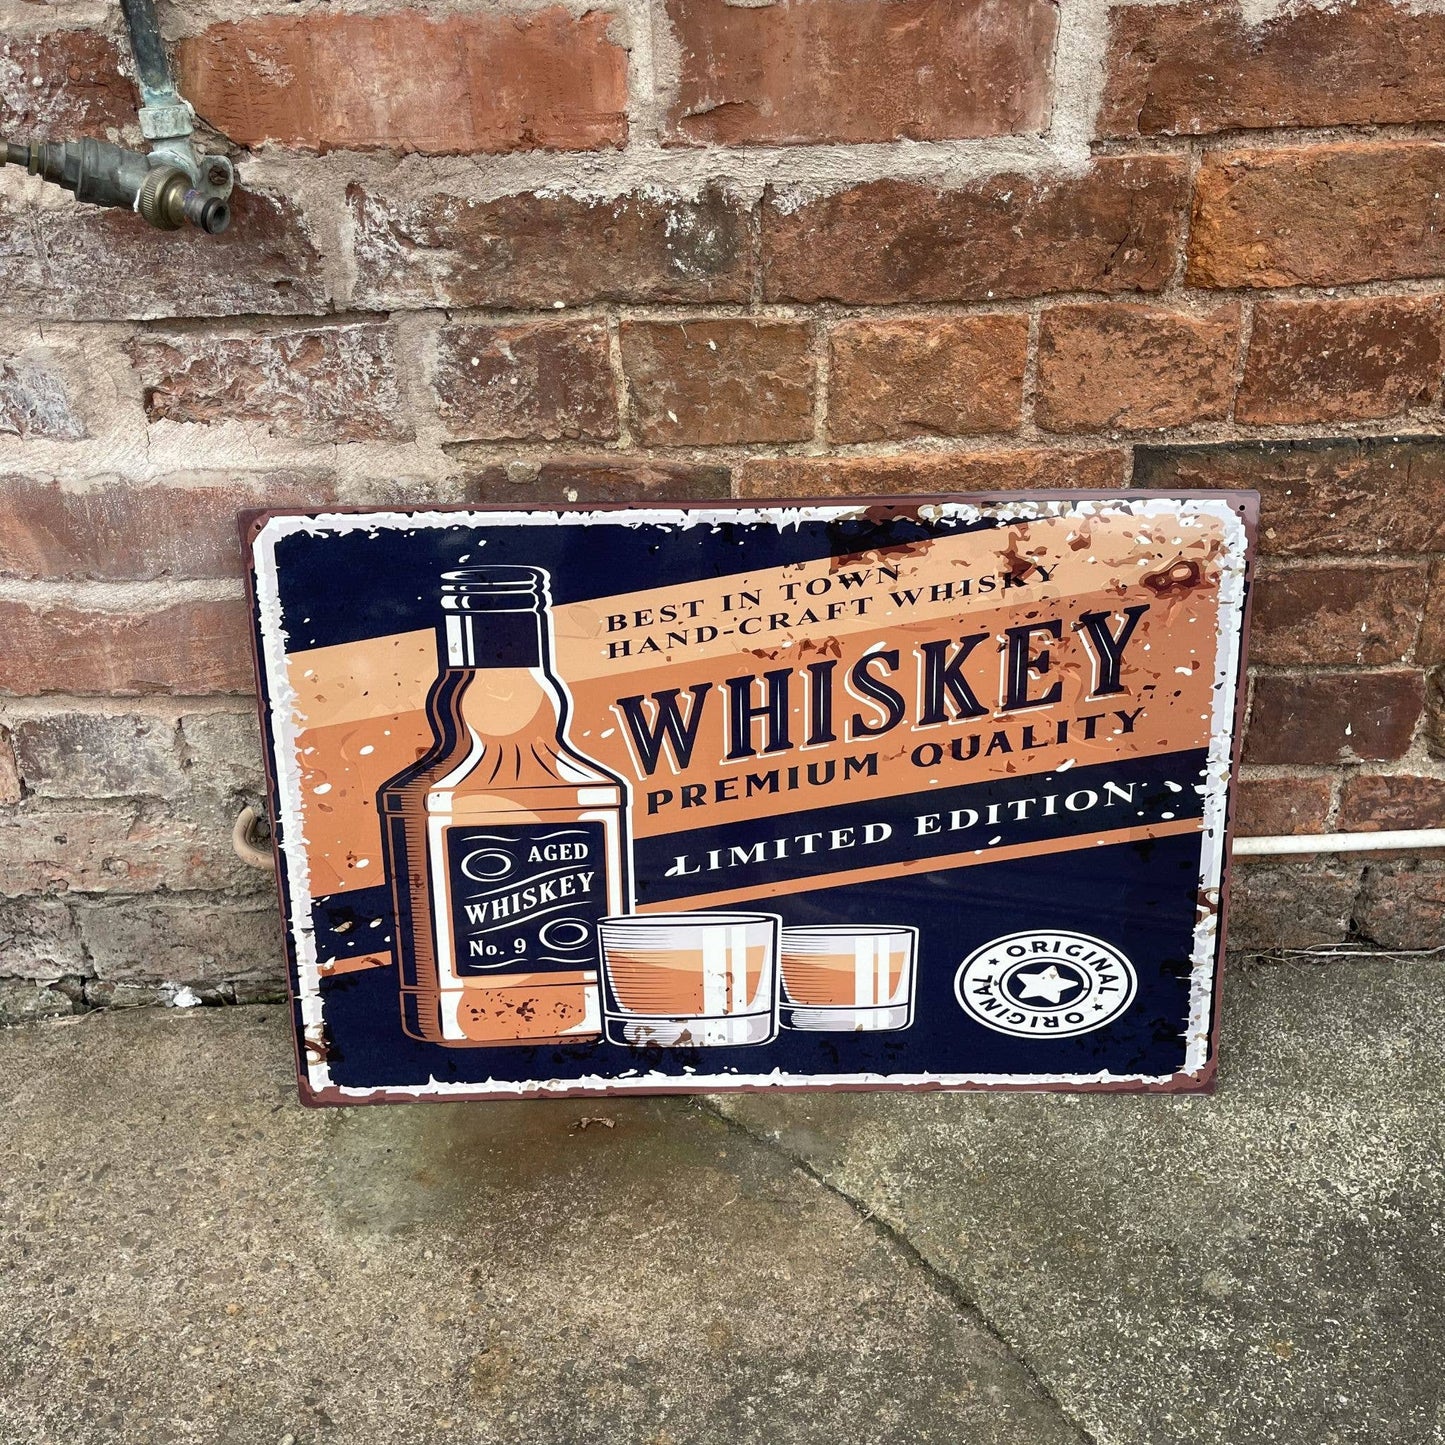 BEST IN TOWN
HAND-CRAFT WHISKY
WHISKEY
PREMIUM QUALITY
LIMITED EDITION
AGED
WHISKEY
No. 9
ORIGINAL
ORIGINAL